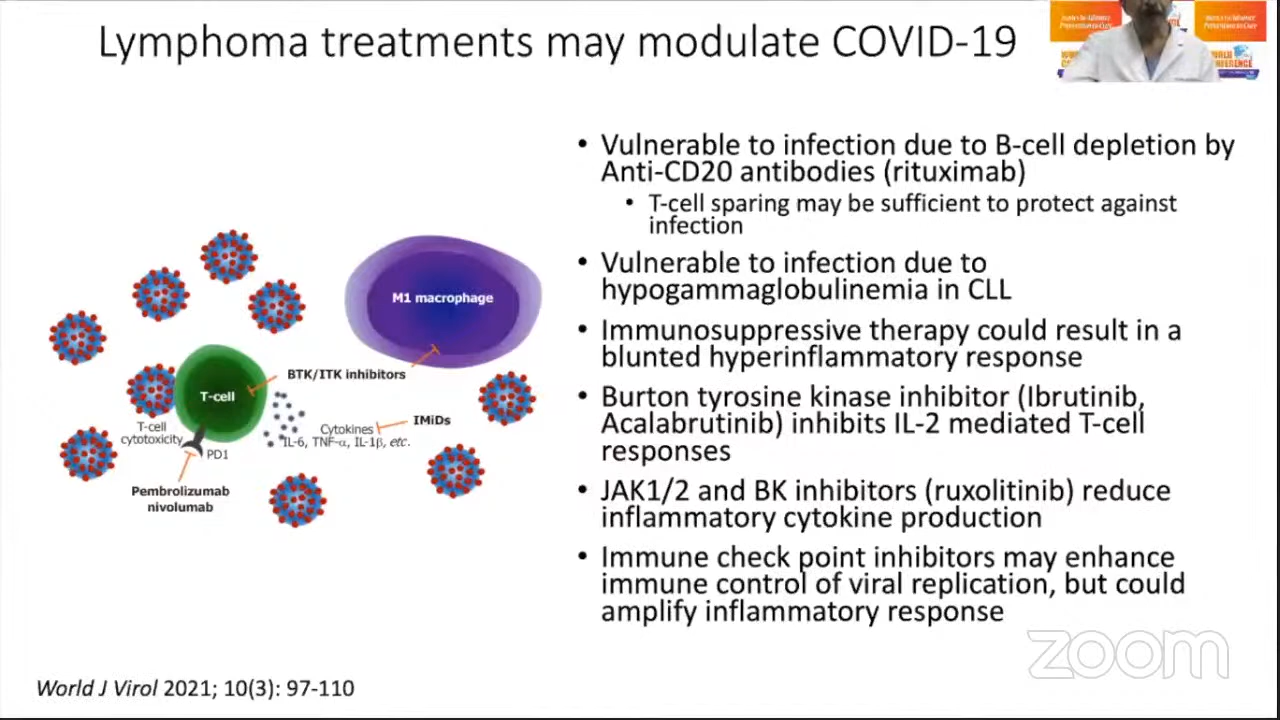 Lymphoma treatments may modulate COVID-19
• Vulnerable to infection due to B-cell depletion by
Anti-CD20 antibodies (rituximab)
• T-cell sparing may be sufficient to protect against
infection
• Vulnerable to infection due to
hypogammaglobulinemia in CLL
• Immunosuppressive therapy could result in a
blunted hyperinflammatory response
• Burton tyrosine kinase inhibitor (Ibrutinib,
Acalabrutinib) inhibits IL-2 mediated T-cell
responses
• JAK1/2 and BK inhibitors (ruxolitinib) reduce
inflammatory cytokine production
• Immune check point inhibitors may enhance
immune control of viral replication, but could
amplify inflammatory response
M1 macrophage
BTK/ITK inhibitors
T-cell
IMiDs
Cytokines
IL-6, TNF-α, IL-1β, etc.
T-cell
cytotoxicity
PD1
Pembrolizumab
nivolumab
World J Virol 2021; 10(3): 97-110
zoom